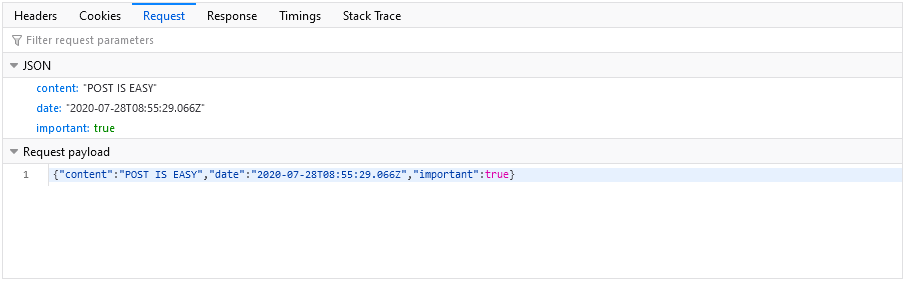 Headers Cookies Request Response Timings Stack Trace
Filter request parameters
JSON
content: "POST IS EASY"
date: "2020-07-28T08:55:29.066Z"
important: true
Request payload
1 {"content":"POST IS EASY","date":"2020-07-28T08:55:29.066Z","important":true}